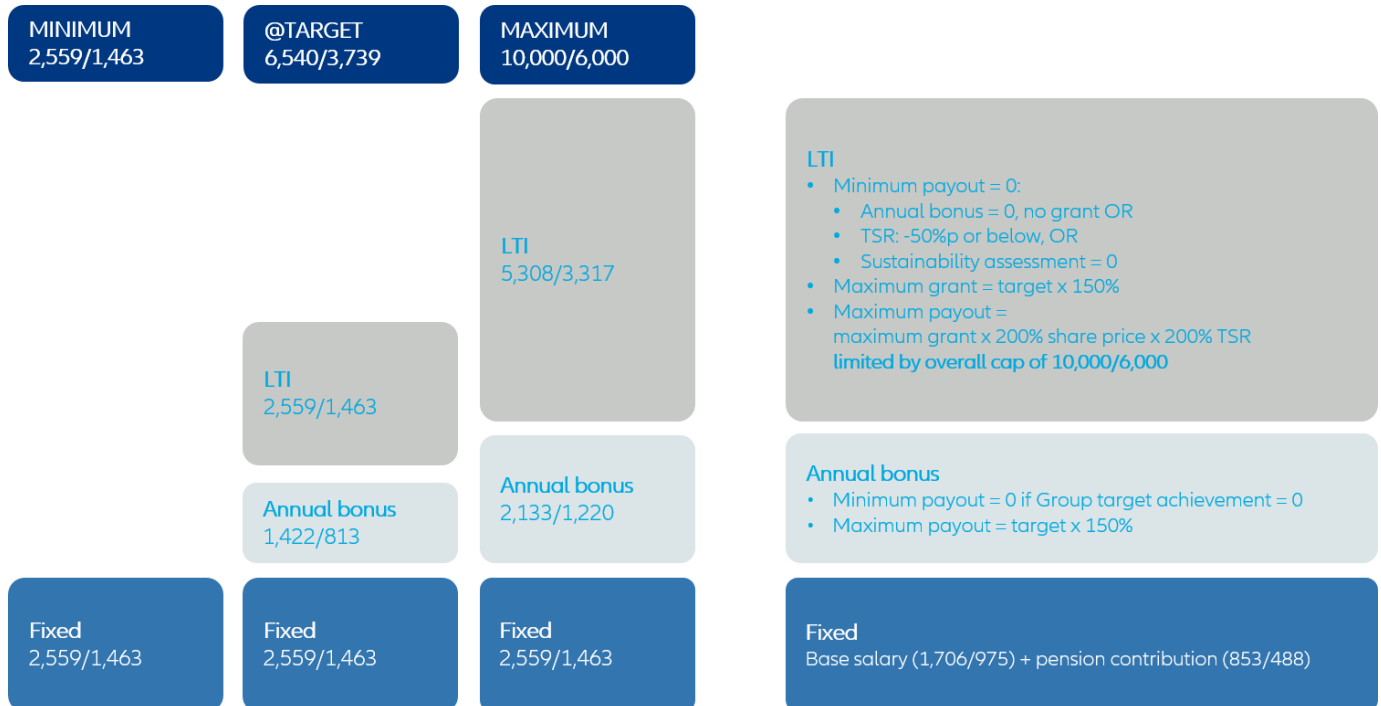 MINIMUM
2,559/1,463
@TARGET
6,540/3,739
MAXIMUM
10,000/6,000
LTI
5,308/3,317
LTI
• Minimum payout = 0:
• Annual bonus = 0, no grant OR
• TSR: -50%p or below, OR
• Sustainability assessment = 0
• Maximum grant = target x 150%
• Maximum payout =
maximum grant x 200% share price x 200% TSR
limited by overall cap of 10,000/6,000
LTI
2,559/1,463
Annual bonus
1,422/813
Annual bonus
2,133/1,220
Annual bonus
• Minimum payout = 0 if Group target achievement = 0
• Maximum payout = target x 150%
Fixed
2,559/1,463
Fixed
2,559/1,463
Fixed
2,559/1,463
Fixed
Base salary (1,706/975) + pension contribution (853/488)